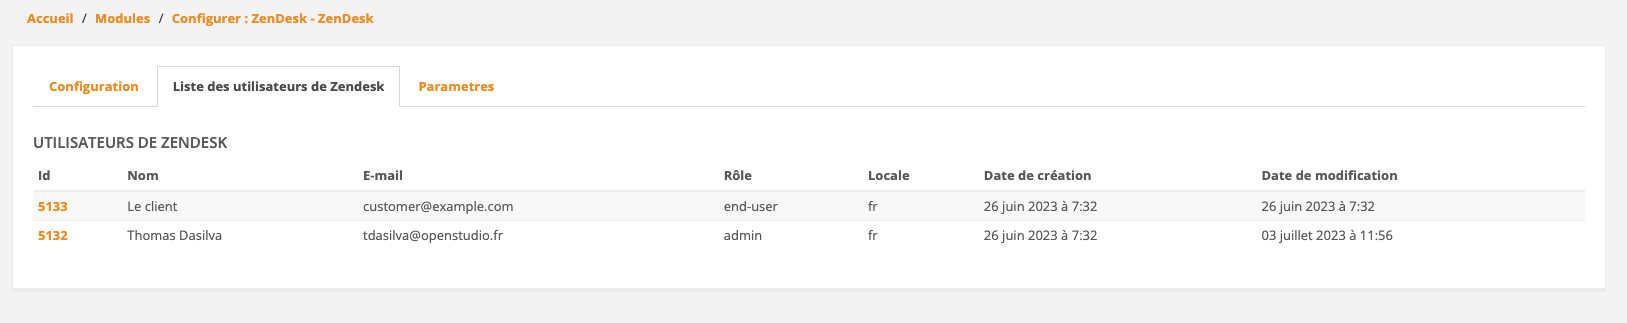 Accueil / Modules / Configurer : ZenDesk - ZenDesk
Configuration Liste des utilisateurs de Zendesk Parametres
UTILISATEURS DE ZENDESK
Id Nom E-mail Rôle Locale Date de création Date de modification
5133 Le client customer@example.com end-user fr 26 juin 2023 à 7:32 26 juin 2023 à 7:32
5132 Thomas Dasilva tdasilva@openstudio.fr admin fr 26 juin 2023 à 7:32 03 juillet 2023 à 11:56